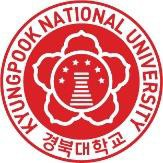 KYUNGPOOK NATIONAL UNIVERSITY
경북대학교